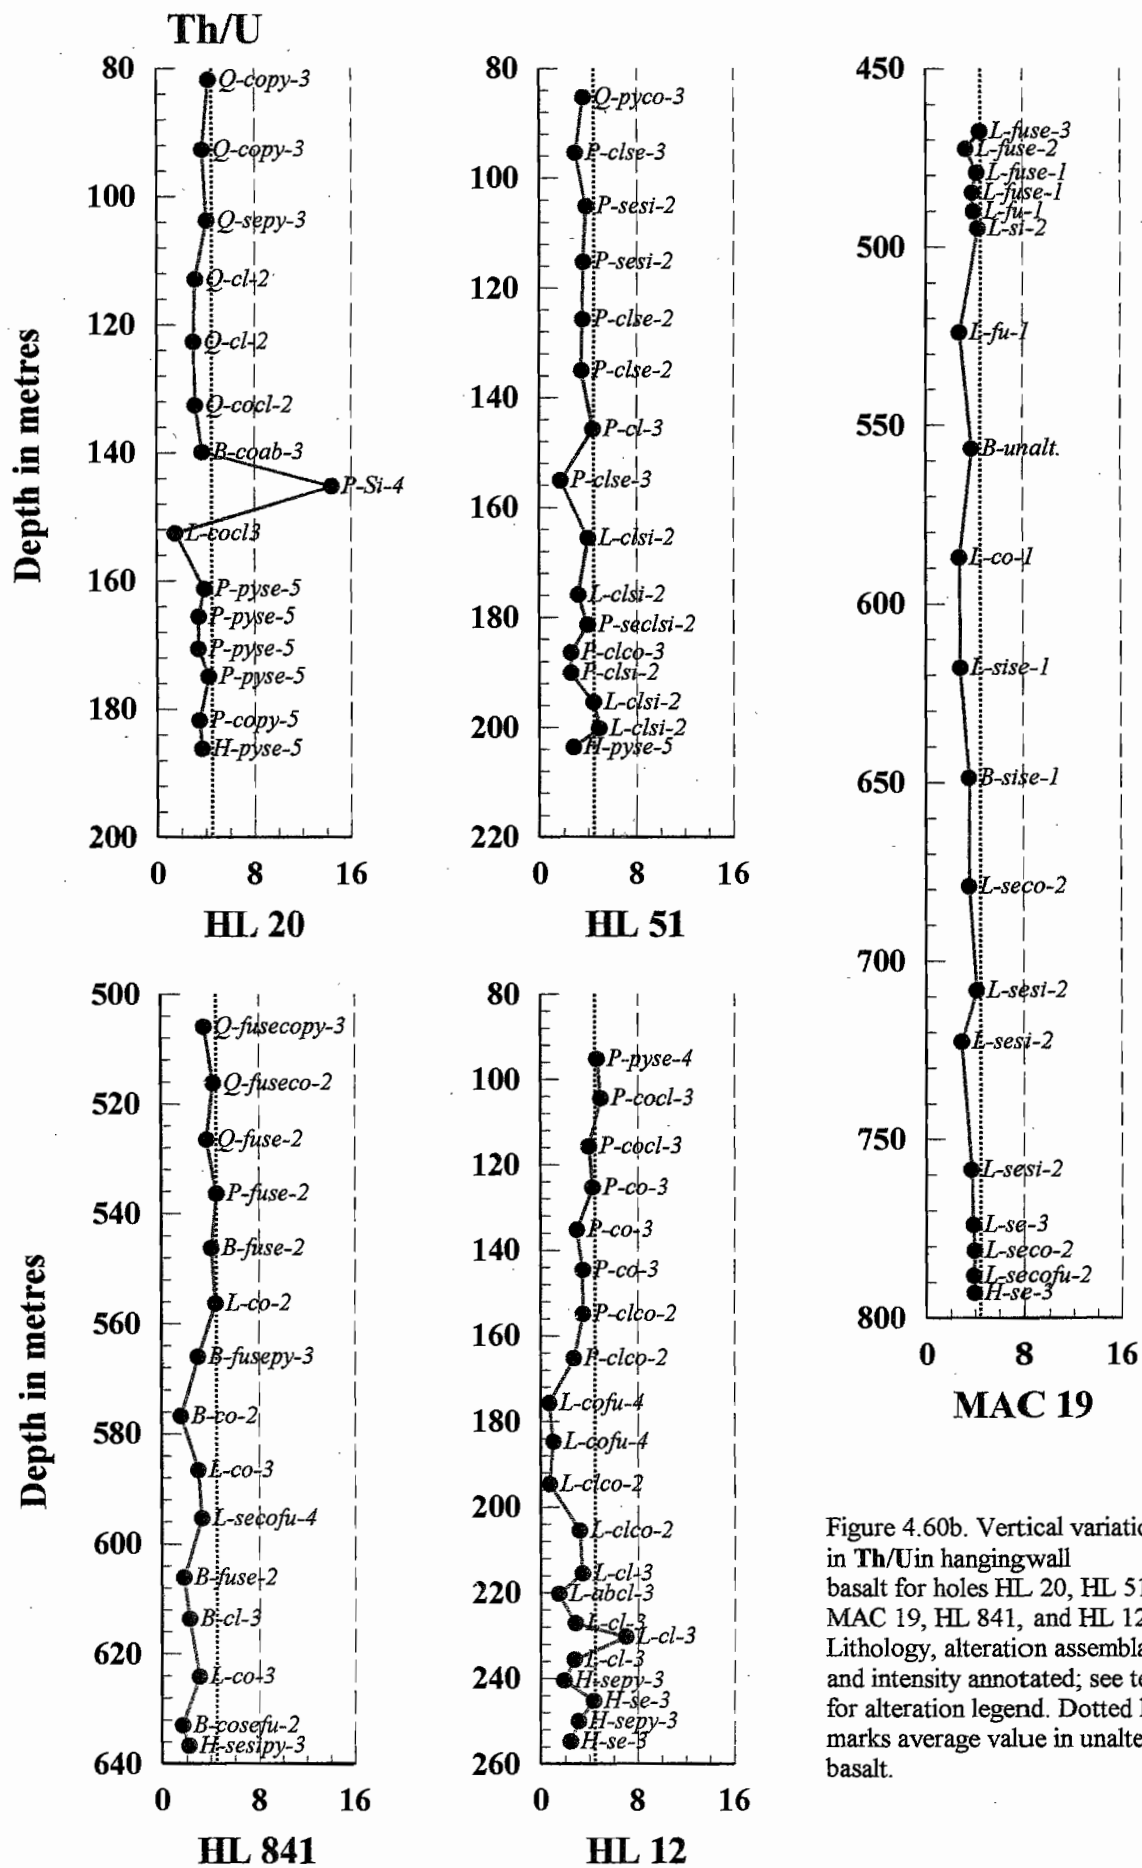 Th/U
Depth in metres
80
100
120
140
160
180
200
Q-copy-3
Q-copy-3
Q-sepy-3
Q-cl-2
Q-cl-2
Q-cocl-2
B-coab-3
P-Si-4
L-cocl3
P-pyse-5
P-pyse-5
P-pyse-5
P-pyse-5
P-copy-5
H-pyse-5
0 8 16
HL 20
80
100
120
140
160
180
200
220
Q-pyco-3
P-clse-3
P-sesi-2
P-sesi-2
P-clse-2
P-clse-2
P-cl-3
P-clse-3
L-clsi-2
L-clsi-2
P-seclsi-2
P-clco-3
P-clsi-2
L-clsi-2
L-clsi-2
H-pyse-5
0 8 16
HL 51
450
500
550
600
650
700
750
800
L-fuse-3
L-fuse-2
L-fuse-1
L-fuse-1
L-fu-1
L-si-2
L-fu-1
B-unalt.
L-co-1
L-sise-1
B-sise-1
L-seco-2
L-sesi-2
L-sesi-2
L-sesi-2
L-se-3
L-seco-2
L-secofu-2
H-se-3
0 8 16
MAC 19
Depth in metres
500
520
540
560
580
600
620
640
Q-fusecopy-3
Q-fuseco-2
Q-fuse-2
P-fuse-2
B-fuse-2
L-co-2
B-fusepy-3
B-co-2
L-co-3
L-secofu-4
B-fuse-2
B-cl-3
L-co-3
B-cosefu-2
H-sesipy-3
0 8 16
HL 841
80
100
120
140
160
180
200
220
240
260
P-pyse-4
P-cocl-3
P-cocl-3
P-co-3
P-co-3
P-co-3
P-clco-2
P-clco-2
L-cofu-4
L-cofu-4
L-clco-2
L-clco-2
L-cl-3
L-abcl-3
L-cl-3
L-cl-3
L-cl-3
H-sepy-3
H-se-3
H-sepy-3
H-se-3
0 8 16
HL 12
Figure 4.60b. Vertical variatio
in Th/Uin hangingwall
basalt for holes HL 20, HL 51
MAC 19, HL 841, and HL 12
Lithology, alteration assembla
and intensity annotated; see te
for alteration legend. Dotted l
marks average value in unalte
basalt.